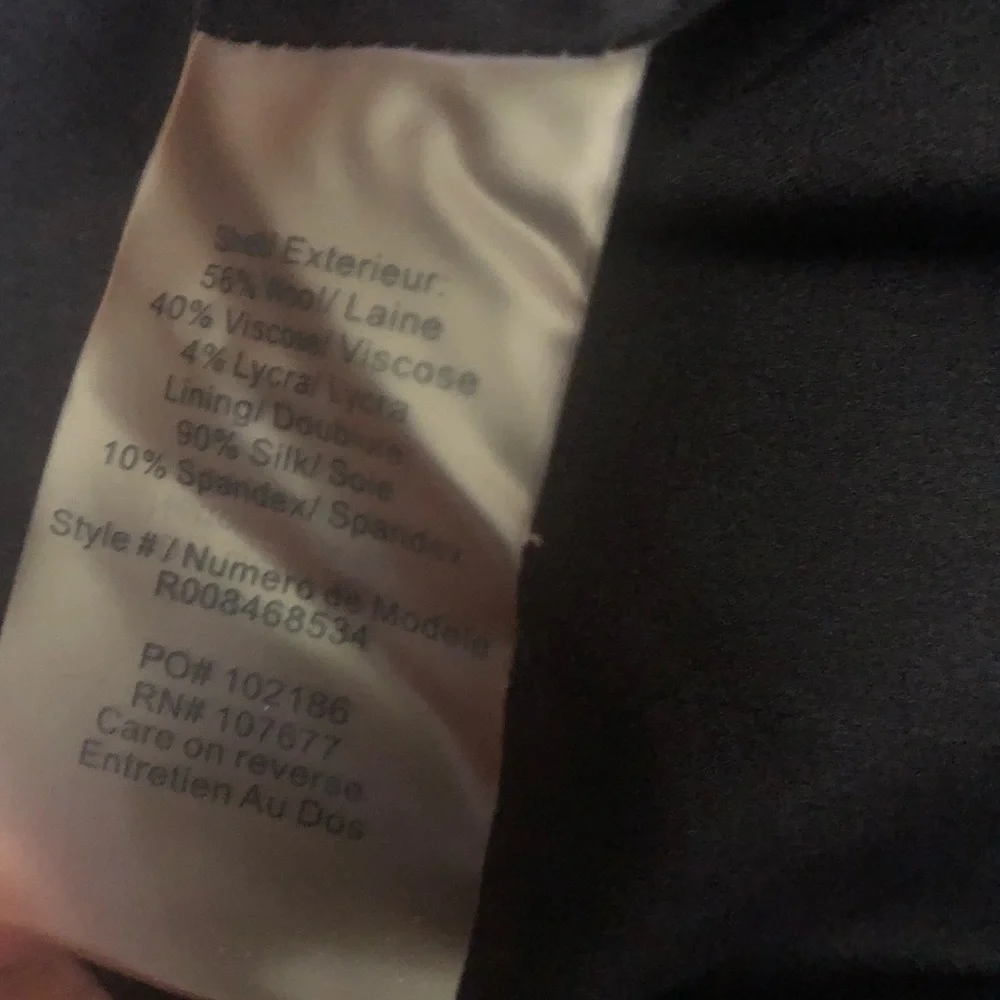 Shell/ Exterieur:
56% Wool/ Laine
40% Viscose/ Viscose
4% Lycra/ Lycra
Lining/ Doublure
90% Silk/ Soie
10% Spandex/ Spandex
Style # / Numero de Modele
R008468534
PO# 102186
RN# 107677
Care on reverse
Entretien Au Dos